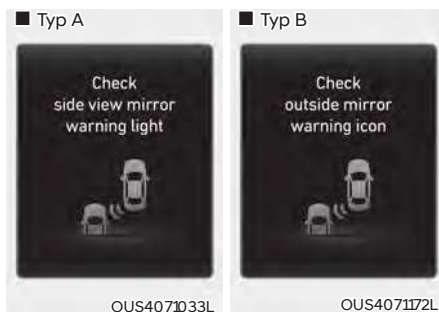 ■ Typ A
Check
side view mirror
warning light
OUS4071033L
■ Typ B
Check
outside mirror
warning icon
OUS4071172L